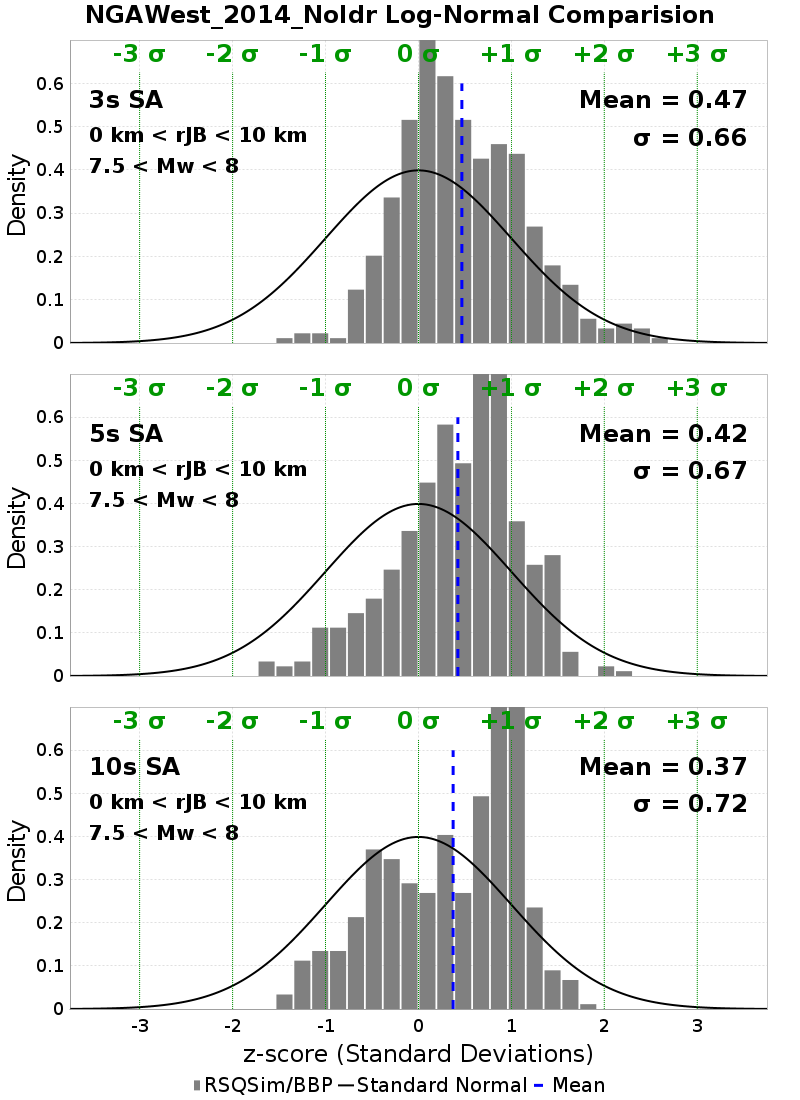 NGAWest_2014_NoIdr Log-Normal Comparision
-3 σ -2 σ -1 σ 0 σ +1 σ +2 σ +3 σ
0.6
3s SA Mean = 0.47
0.5
0 km < rJB < 10 km σ = 0.66
7.5 < Mw < 8
0.4
0.3
0.2
0.1
0
Density
-3 σ -2 σ -1 σ 0 σ +1 σ +2 σ +3 σ
0.6
5s SA Mean = 0.42
0.5
0 km < rJB < 10 km σ = 0.67
7.5 < Mw < 8
0.4
0.3
0.2
0.1
0
Density
-3 σ -2 σ -1 σ 0 σ +1 σ +2 σ +3 σ
0.6
10s SA Mean = 0.37
0.5
0 km < rJB < 10 km σ = 0.72
7.5 < Mw < 8
0.4
0.3
0.2
0.1
0
Density
-3 -2 -1 0 1 2 3
z-score (Standard Deviations)
RSQSim/BBP Standard Normal Mean